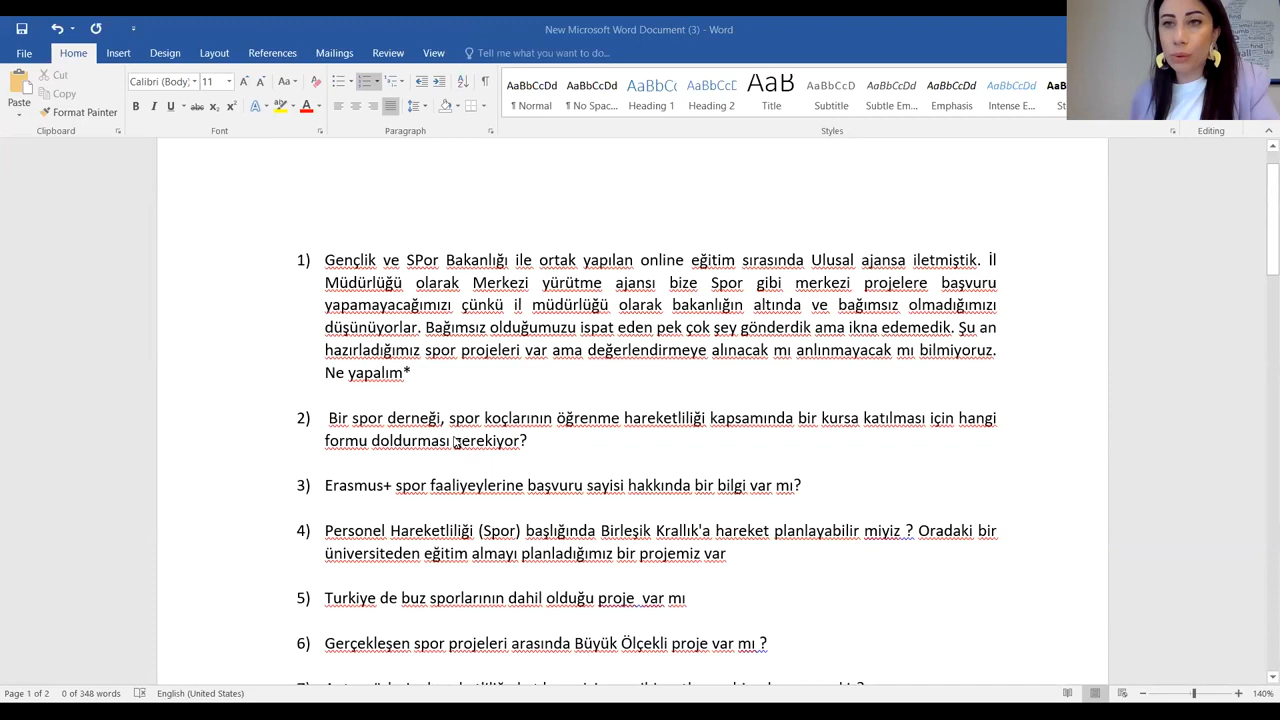 New Microsoft Word Document (3) - Word
File Home Insert Design Layout References Mailings Review View Tell me what you want to do...
Paste
Cut
Copy
Format Painter
Clipboard
Calibri (Body) 11
Font
Paragraph
AaBbCcDd AaBbCcDd AaBbCc AaBbCcD AaB AaBbCcD AaBbCcDd AaBbCcDd AaBbCcDd
¶ Normal ¶ No Spac... Heading 1 Heading 2 Title Subtitle Subtle Em... Emphasis Intense E...
Styles
Editing
1) Gençlik ve SPor Bakanlığı ile ortak yapılan online eğitim sırasında Ulusal ajansa iletmiştik. İl
Müdürlüğü olarak Merkezi yürütme ajansı bize Spor gibi merkezi projelere başvuru
yapamayacağımızı çünkü il müdürlüğü olarak bakanlığın altında ve bağımsız olmadığımızı
düşünüyorlar. Bağımsız olduğumuzu ispat eden pek çok şey gönderdik ama ikna edemedik. Şu an
hazırladığımız spor projeleri var ama değerlendirmeye alınacak mı anlınmayacak mı bilmiyoruz.
Ne yapalım*
2) Bir spor derneği, spor koçlarının öğrenme hareketliliği kapsamında bir kursa katılması için hangi
formu doldurması gerekiyor?
3) Erasmus+ spor faaliyeylerine başvuru sayisi hakkında bir bilgi var mı?
4) Personel Hareketliliği (Spor) başlığında Birleşik Krallık'a hareket planlayabilir miyiz ? Oradaki bir
üniversiteden eğitim almayı planladığımız bir projemiz var
5) Turkiye de buz sporlarının dahil olduğu proje var mı
6) Gerçekleşen spor projeleri arasında Büyük Ölçekli proje var mı ?
Page 1 of 2 0 of 348 words English (United States) 140%